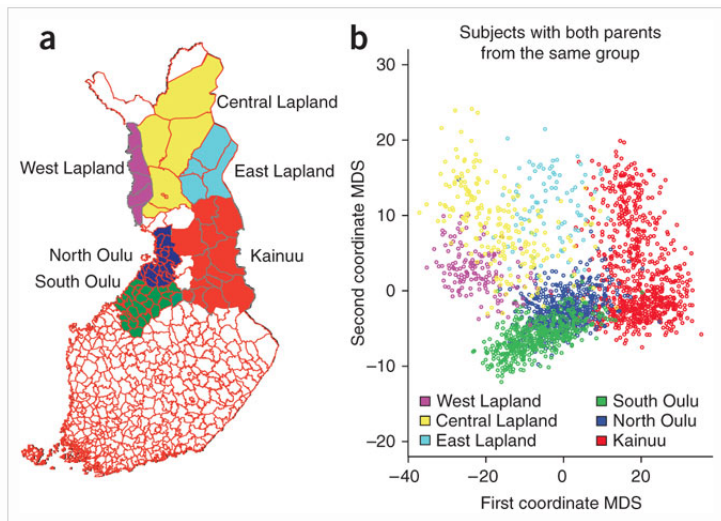 a
Central Lapland
West Lapland
East Lapland
North Oulu
Kainuu
South Oulu
b
Subjects with both parents
from the same group
Second coordinate MDS
30
20
10
0
−10
−20
West Lapland
South Oulu
Central Lapland
North Oulu
East Lapland
Kainuu
−40
−20
0
20
First coordinate MDS